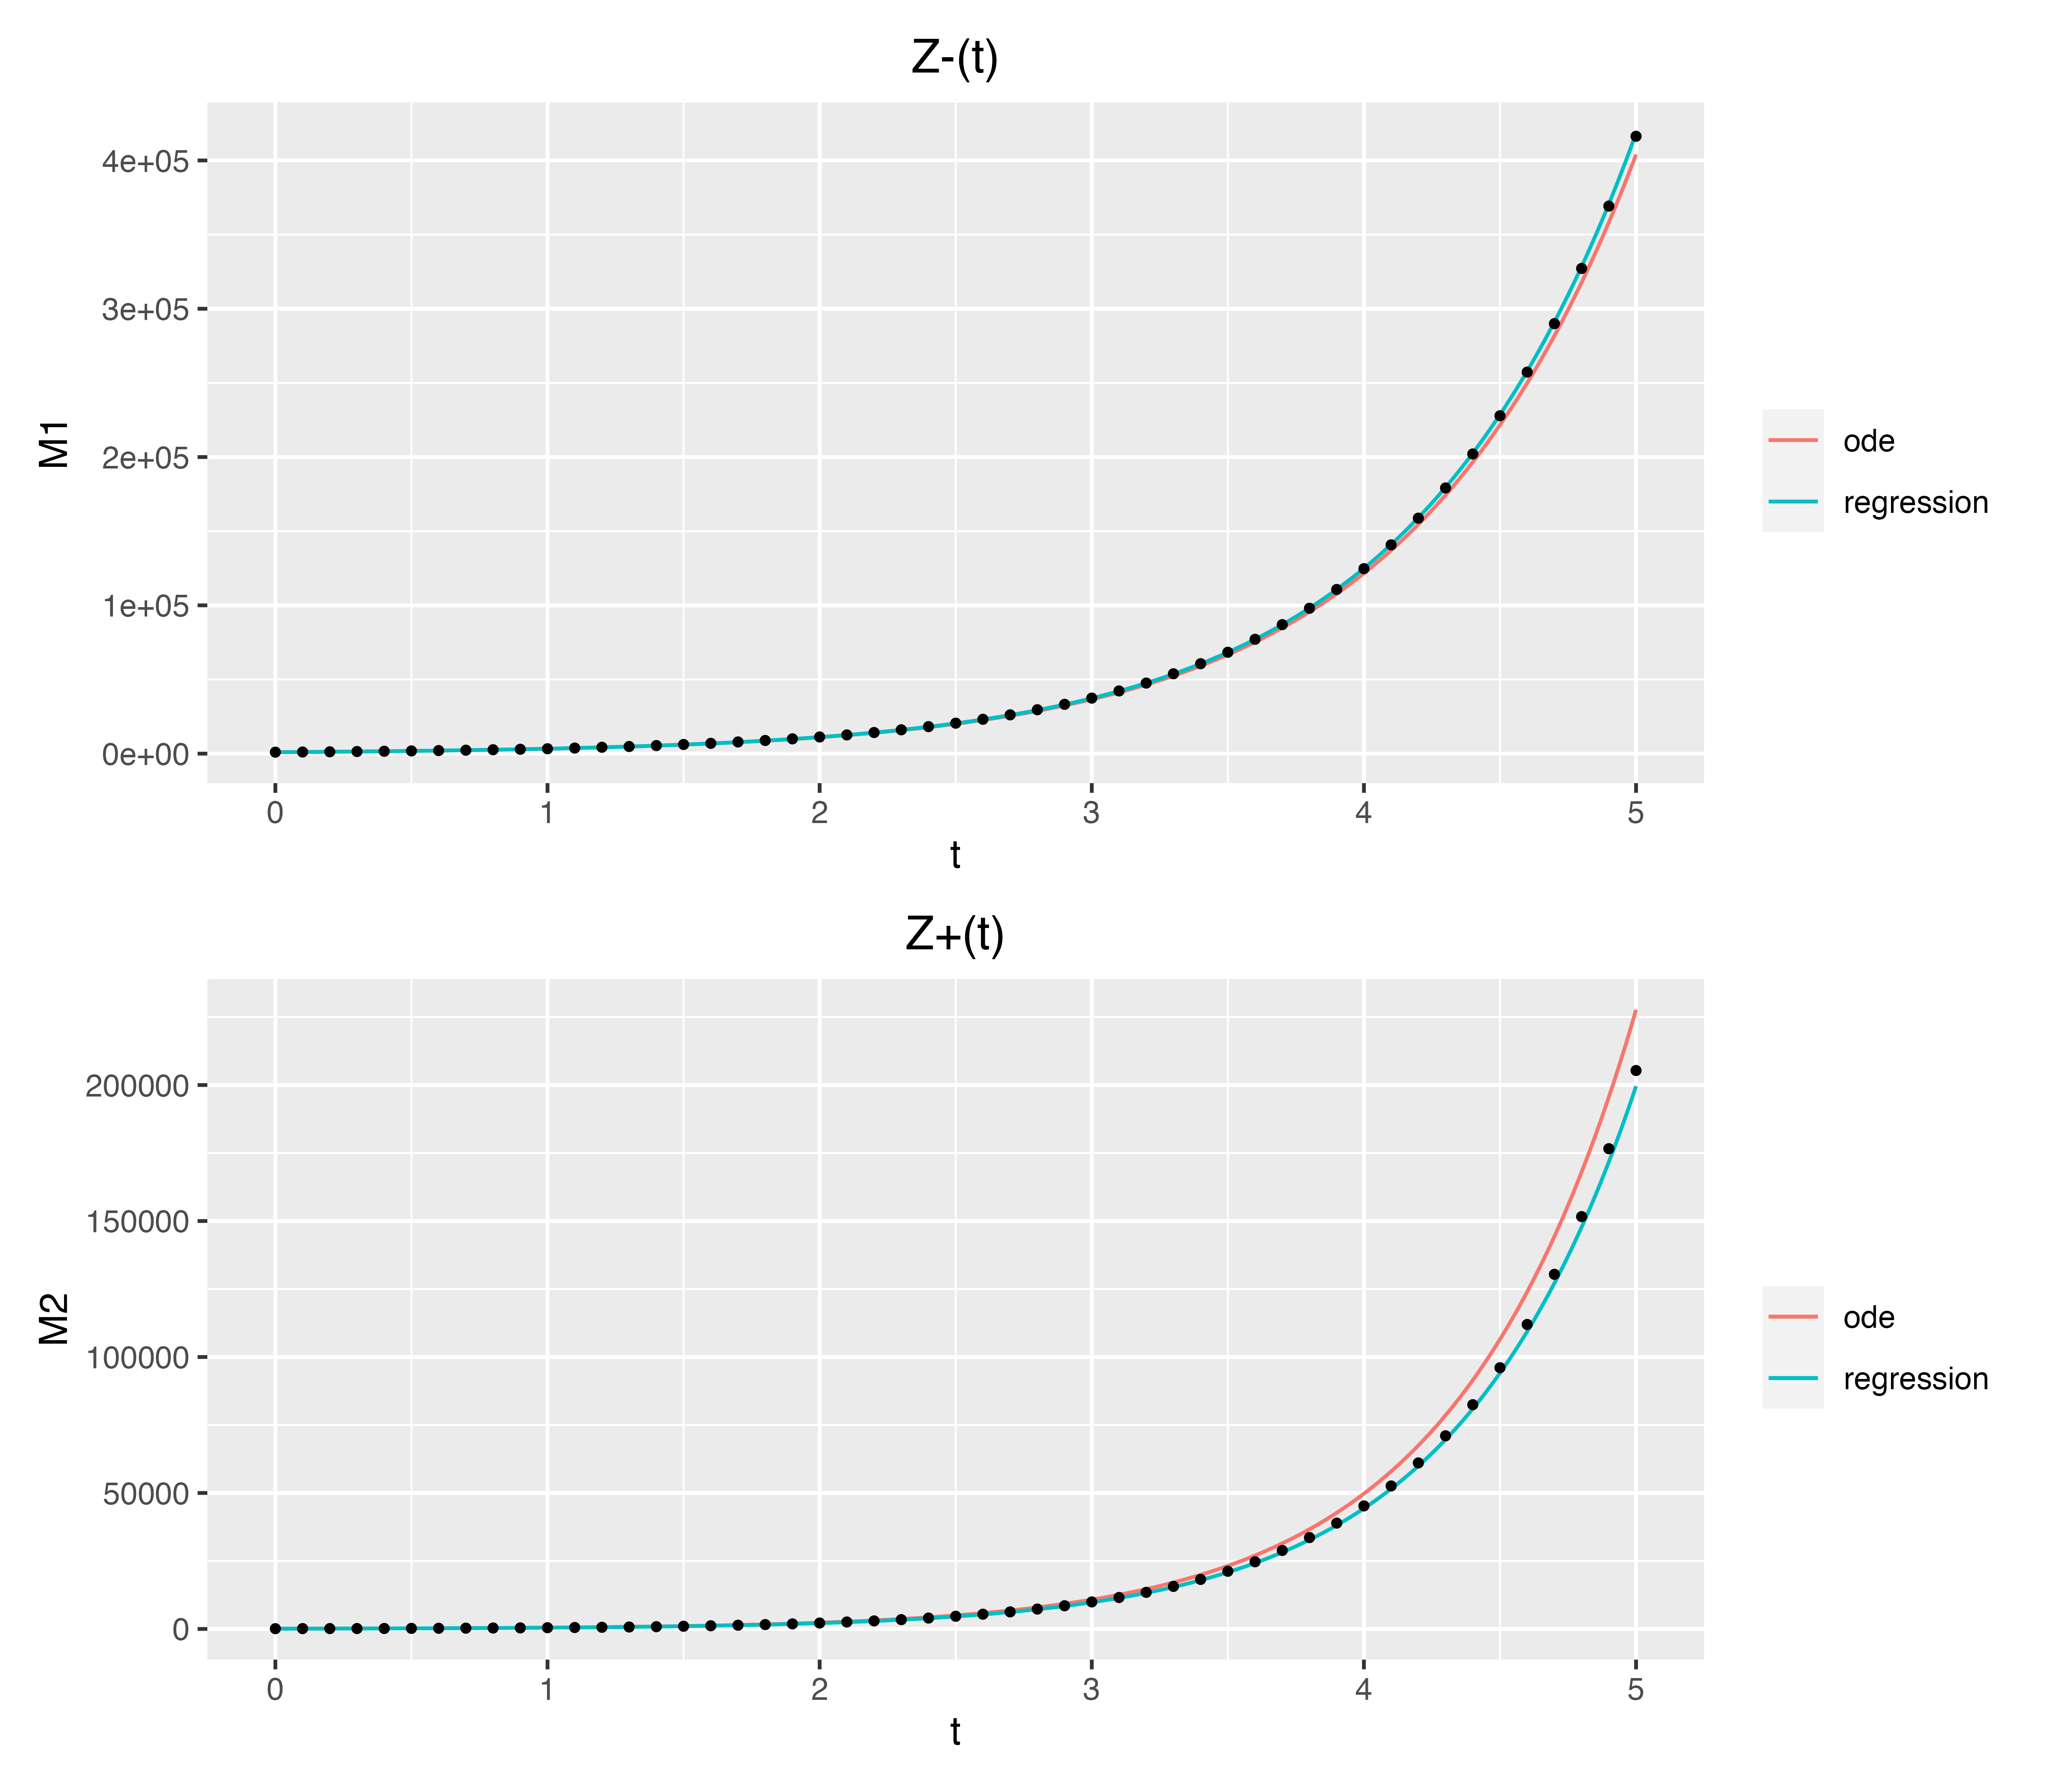 Z-(t)
M1
4e+05
3e+05
2e+05
1e+05
0e+00
0 1 2 3 4 5
t
ode
regression
Z+(t)
M2
200000
150000
100000
50000
0
0 1 2 3 4 5
t
ode
regression